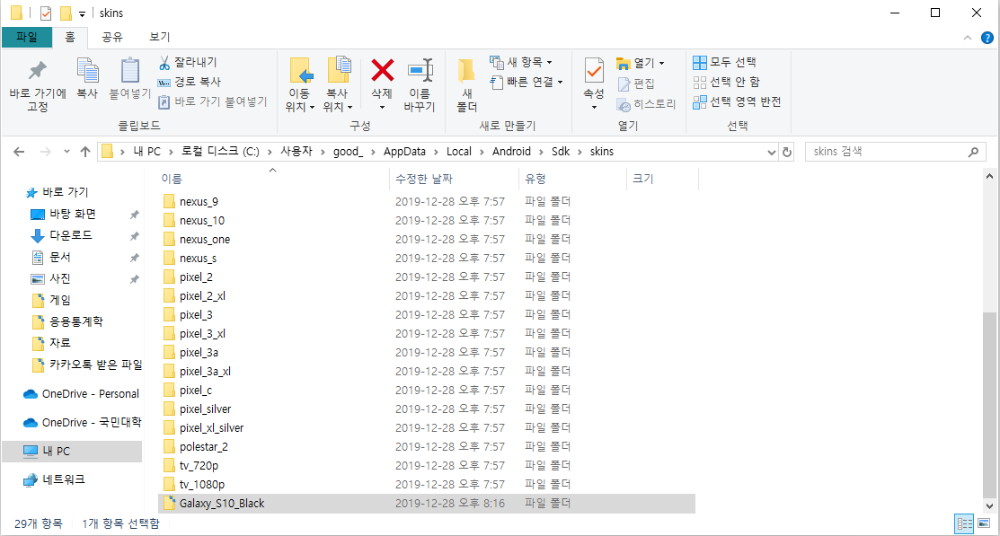 skins
파일 홈 공유 보기
바로 가기에 고정
복사
붙여넣기
잘라내기
경로 복사
바로 가기 붙여넣기
클립보드
이동 위치
복사 위치
삭제
이름 바꾸기
구성
새 폴더
새 항목
빠른 연결
새로 만들기
속성
열기
편집
히스토리
열기
모두 선택
선택 안 함
선택 영역 반전
선택
내 PC > 로컬 디스크 (C:) > 사용자 > good_ > AppData > Local > Android > Sdk > skins
skins 검색
바로 가기
바탕 화면
다운로드
문서
사진
게임
응용통계학
자료
카카오톡 받은 파일
OneDrive - Personal
OneDrive - 국민대학
내 PC
네트워크
이름 수정한 날짜 유형 크기
nexus_9 2019-12-28 오후 7:57 파일 폴더
nexus_10 2019-12-28 오후 7:57 파일 폴더
nexus_one 2019-12-28 오후 7:57 파일 폴더
nexus_s 2019-12-28 오후 7:57 파일 폴더
pixel_2 2019-12-28 오후 7:57 파일 폴더
pixel_2_xl 2019-12-28 오후 7:57 파일 폴더
pixel_3 2019-12-28 오후 7:57 파일 폴더
pixel_3_xl 2019-12-28 오후 7:57 파일 폴더
pixel_3a 2019-12-28 오후 7:57 파일 폴더
pixel_3a_xl 2019-12-28 오후 7:57 파일 폴더
pixel_c 2019-12-28 오후 7:57 파일 폴더
pixel_silver 2019-12-28 오후 7:57 파일 폴더
pixel_xl_silver 2019-12-28 오후 7:57 파일 폴더
polestar_2 2019-12-28 오후 7:57 파일 폴더
tv_720p 2019-12-28 오후 7:57 파일 폴더
tv_1080p 2019-12-28 오후 7:57 파일 폴더
Galaxy_S10_Black 2019-12-28 오후 8:16 파일 폴더
29개 항목 1개 항목 선택함